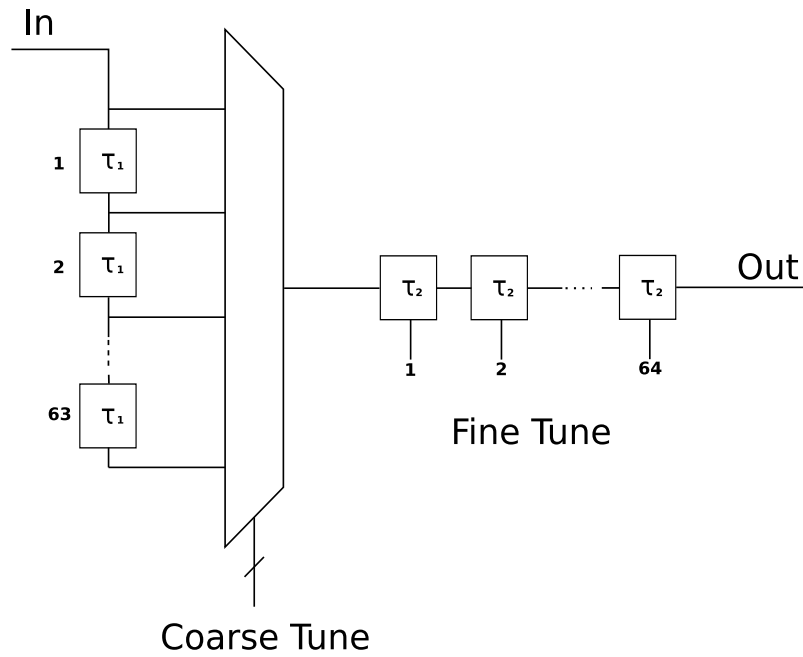 In
1 τ₁
2 τ₁
63 τ₁
τ₂ τ₂ τ₂
Out
1 2 64
Fine Tune
Coarse Tune